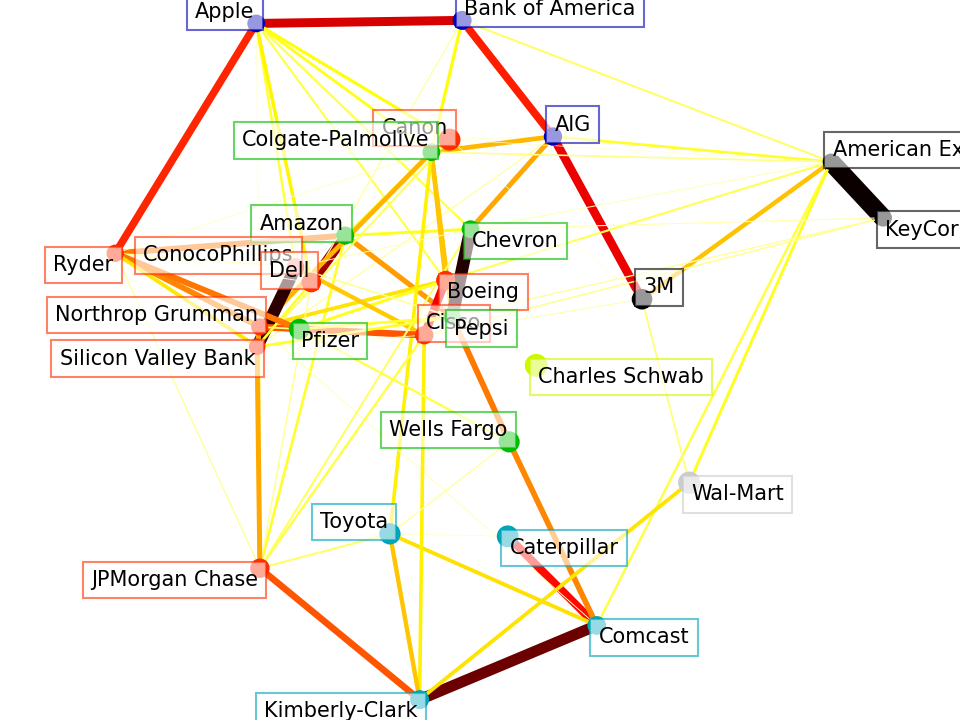 Apple
Bank of America
Canon
AIG
Colgate-Palmolive
American Ex
Amazon
KeyCor
Chevron
ConocoPhillips
Ryder
Dell
3M
Boeing
Northrop Grumman
Cisco
Pepsi
Pfizer
Silicon Valley Bank
Charles Schwab
Wells Fargo
Wal-Mart
Toyota
Caterpillar
JPMorgan Chase
Comcast
Kimberly-Clark